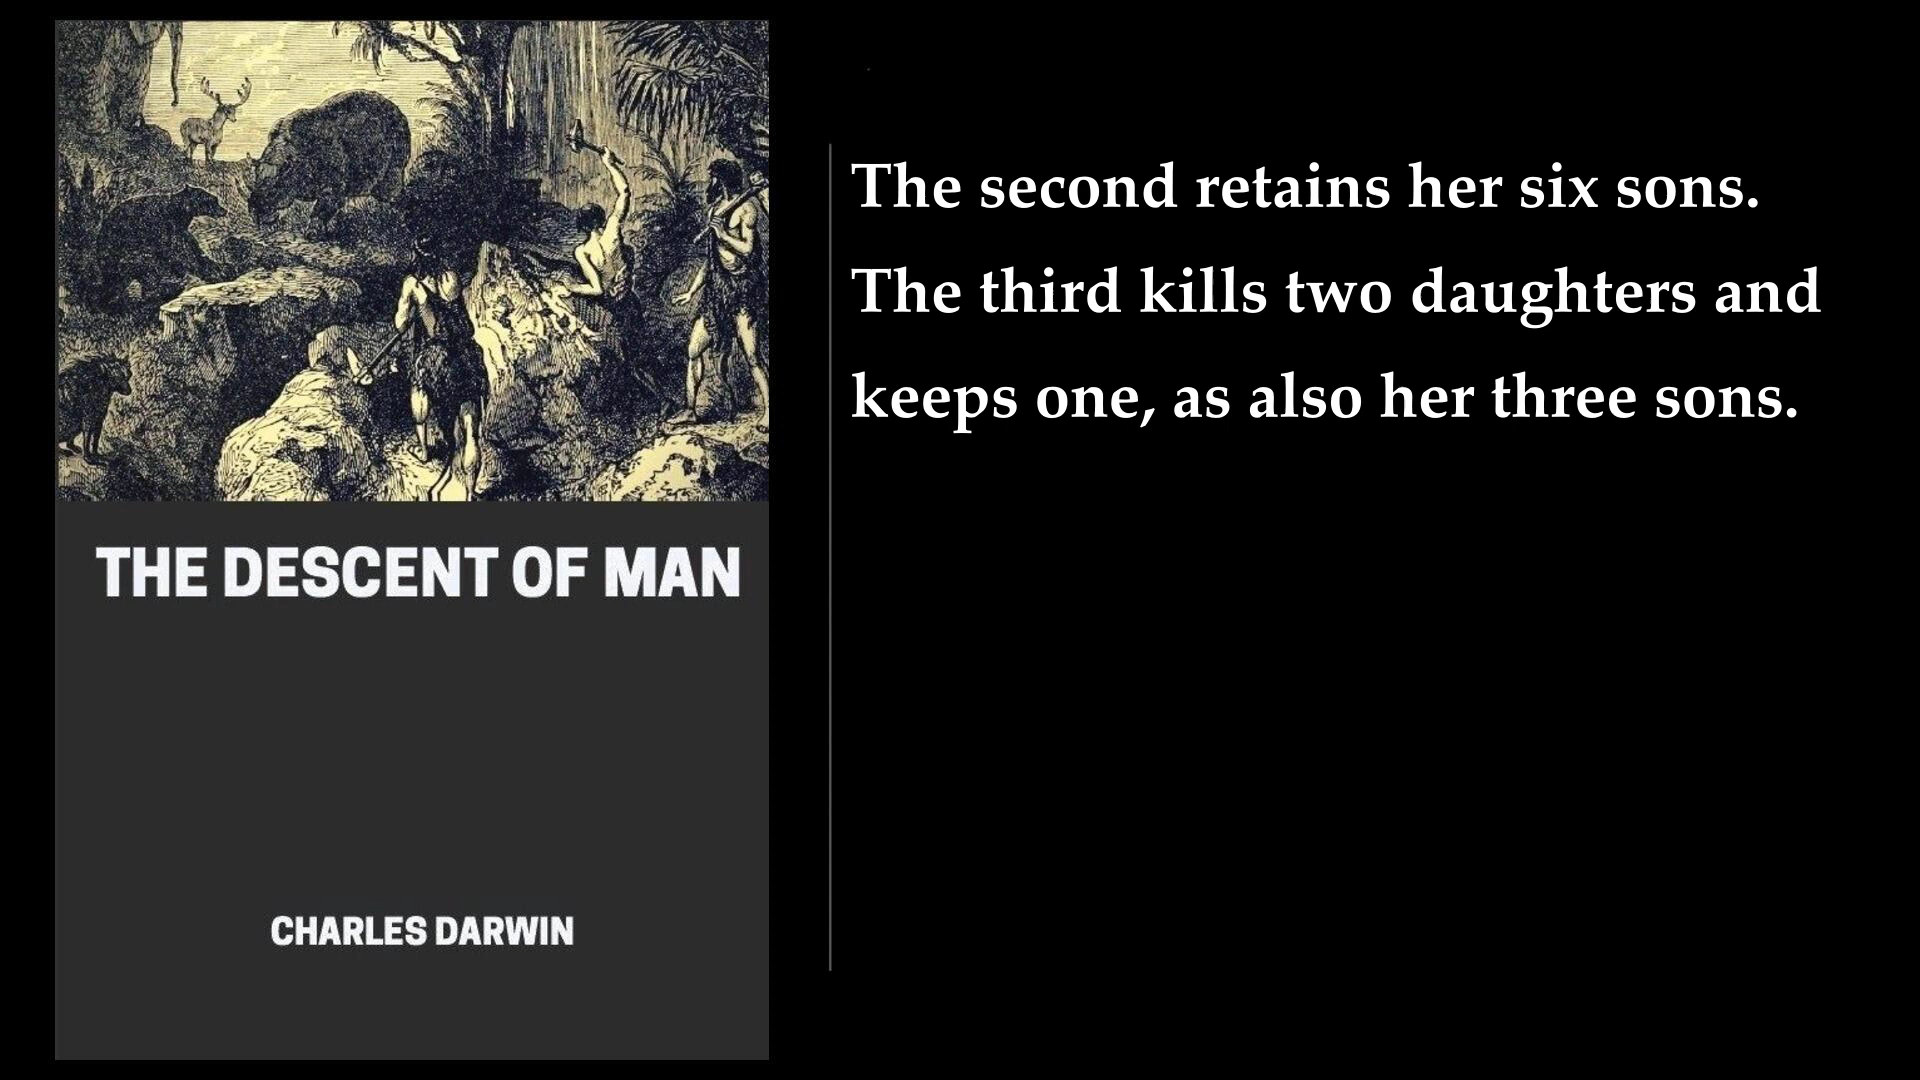 THE DESCENT OF MAN
CHARLES DARWIN
The second retains her six sons.
The third kills two daughters and
keeps one, as also her three sons.